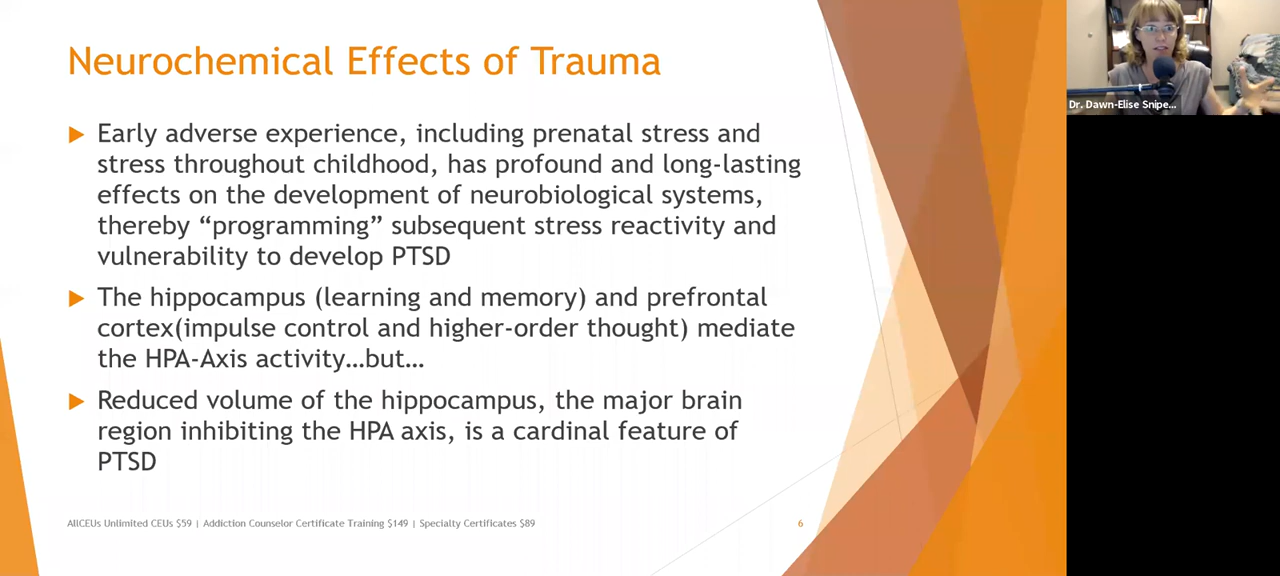 Neurochemical Effects of Trauma
Early adverse experience, including prenatal stress and
stress throughout childhood, has profound and long-lasting
effects on the development of neurobiological systems,
thereby “programming” subsequent stress reactivity and
vulnerability to develop PTSD
The hippocampus (learning and memory) and prefrontal
cortex(impulse control and higher-order thought) mediate
the HPA-Axis activity…but…
Reduced volume of the hippocampus, the major brain
region inhibiting the HPA axis, is a cardinal feature of
PTSD
AllCEUs Unlimited CEUs $59 | Addiction Counselor Certificate Training $149 | Specialty Certificates $89
6
Dr. Dawn-Elise Snipe...